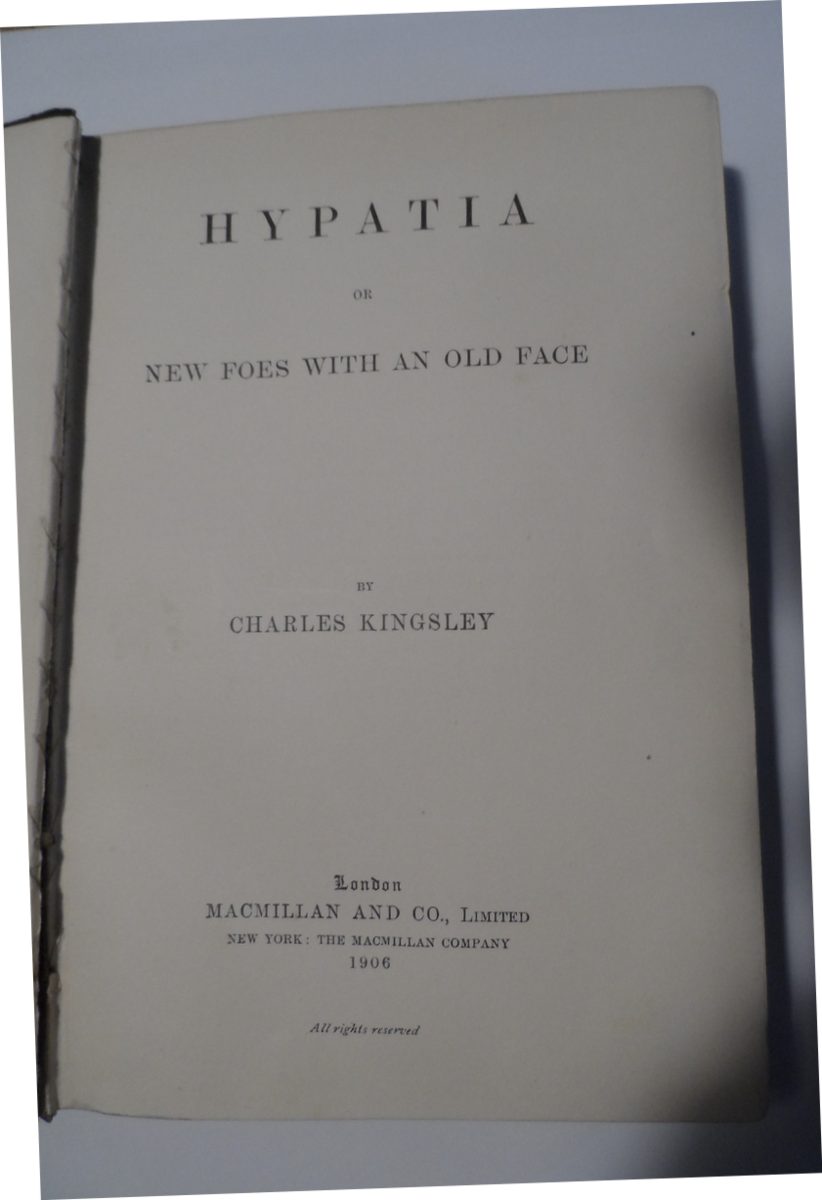 HYPATIA
OR
NEW FOES WITH AN OLD FACE
BY
CHARLES KINGSLEY
London
MACMILLAN AND CO., LIMITED
NEW YORK: THE MACMILLAN COMPANY
1906
All rights reserved